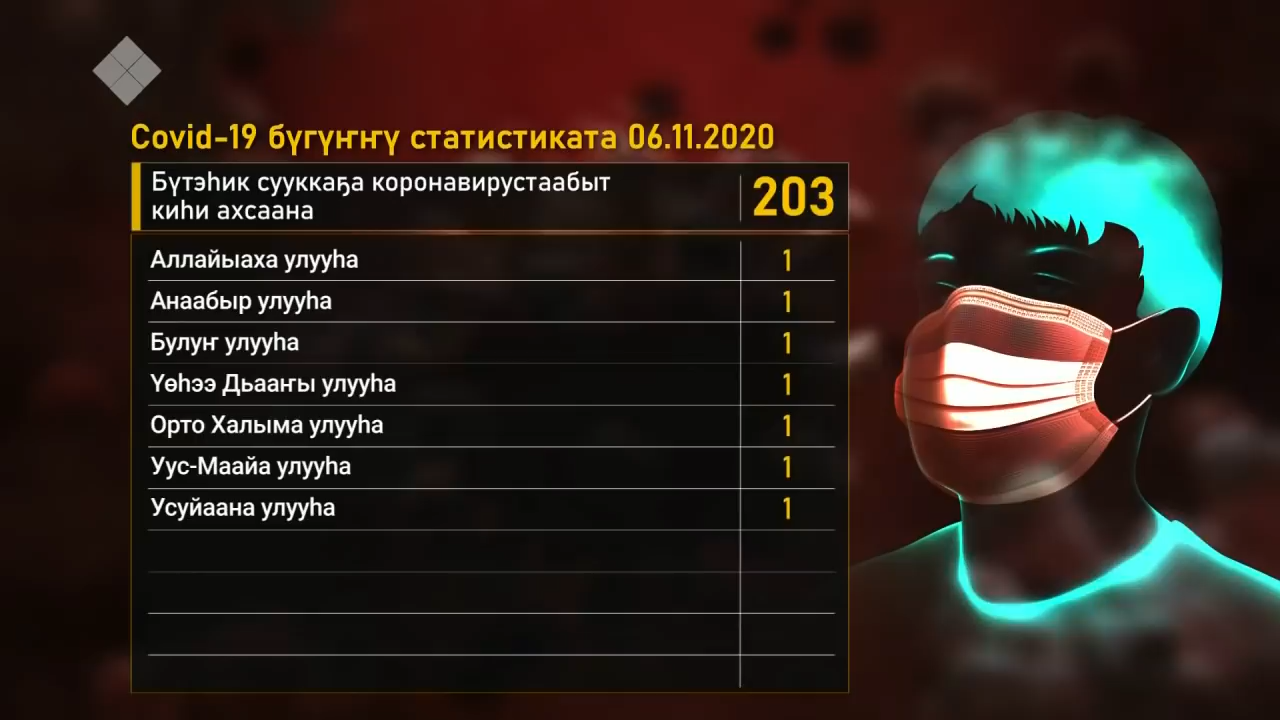 Covid-19 бүгүҥҥү статистиката 06.11.2020
Бүтэһик сууккаҕа коронавирустаабыт
киһи ахсаана
203
Аллайыаха улууһа 1
Анаабыр улууһа 1
Булуҥ улууһа 1
Үөһээ Дьааҥы улууһа 1
Орто Халыма улууһа 1
Уус-Маайа улууһа 1
Усуйаана улууһа 1